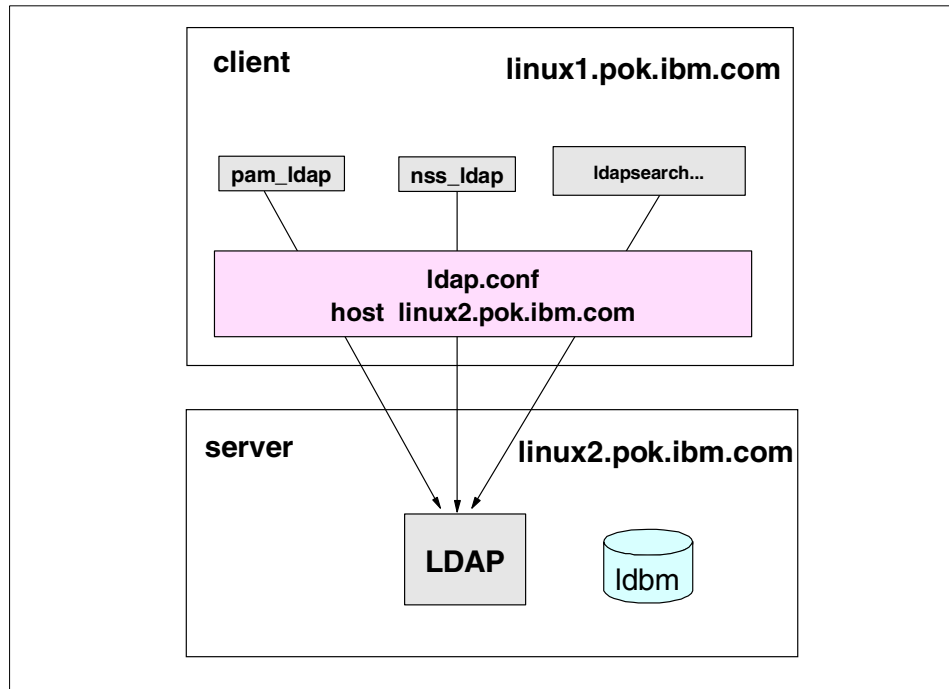 client
linux1.pok.ibm.com
pam_ldap
nss_ldap
ldapsearch...
ldap.conf
host linux2.pok.ibm.com
server
linux2.pok.ibm.com
LDAP
ldbm